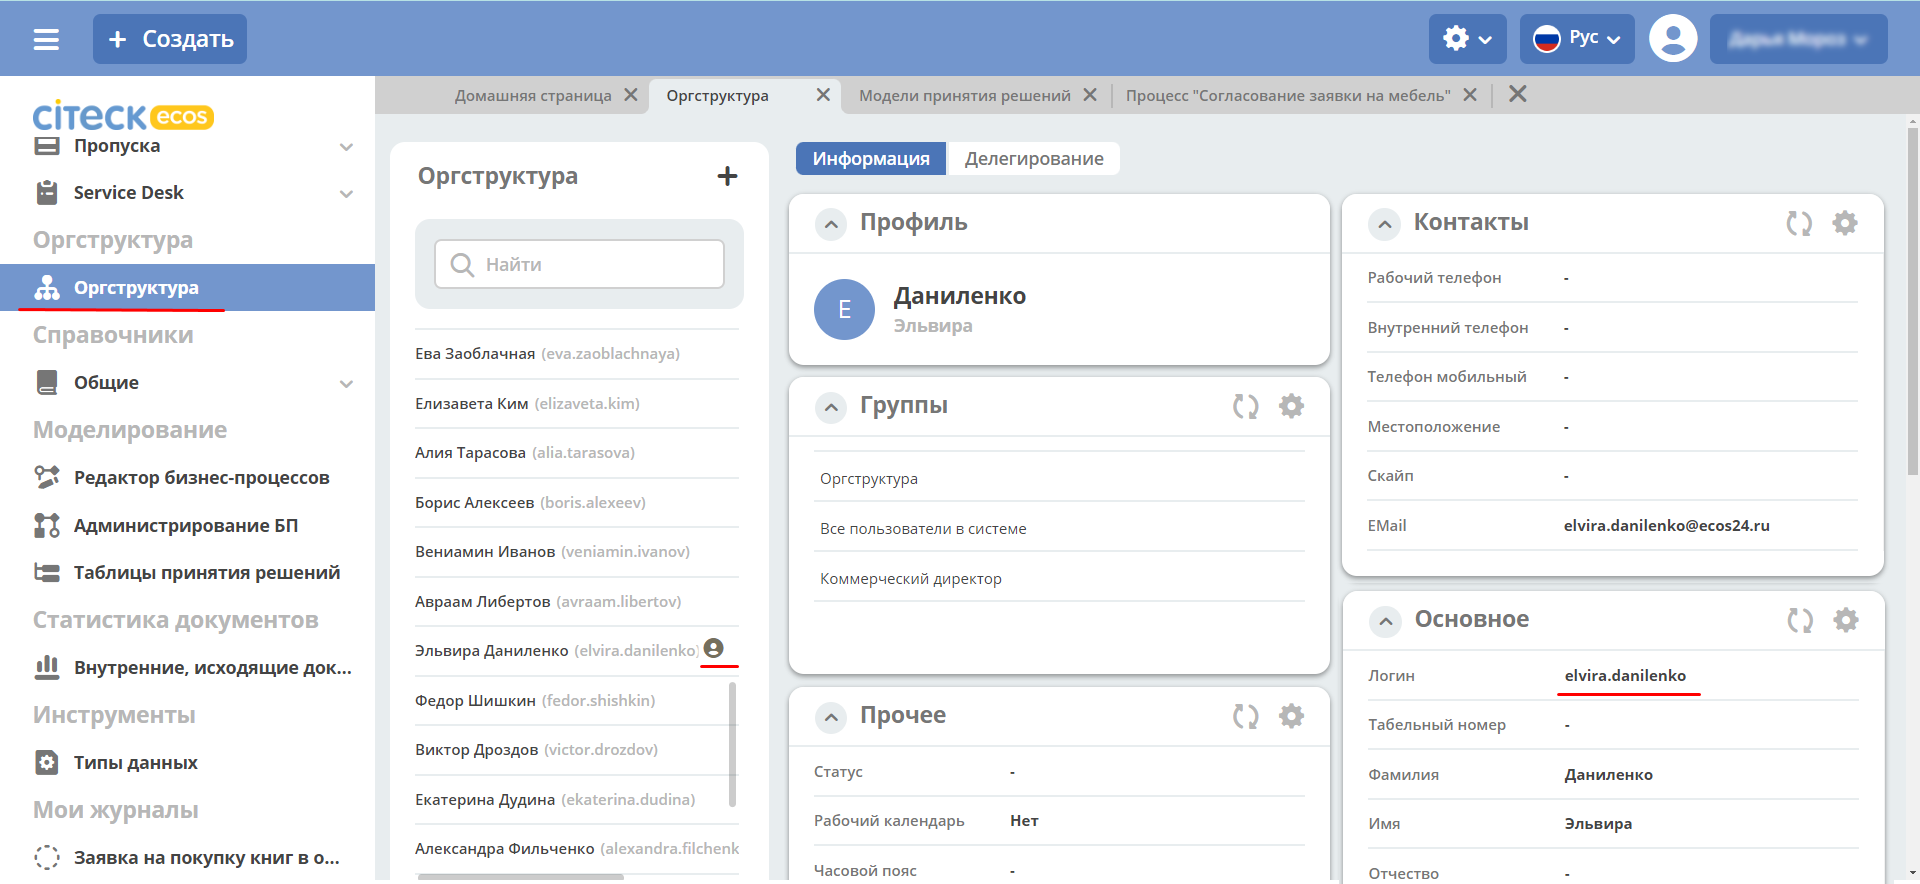 Создать
Рус
Домашняя страница
Оргструктура
Модели принятия решений
Процесс "Согласование заявки на мебель"
citeck ecos
Пропуска
Service Desk
Оргструктура
Оргструктура
Справочники
Общие
Моделирование
Редактор бизнес-процессов
Администрирование БП
Таблицы принятия решений
Статистика документов
Внутренние, исходящие док...
Инструменты
Типы данных
Мои журналы
Заявка на покупку книг в о...
Оргструктура
Найти
Ева Заоблачная (eva.zaoblachnaya)
Елизавета Ким (elizaveta.kim)
Алия Тарасова (alia.tarasova)
Борис Алексеев (boris.alexeev)
Вениамин Иванов (veniamin.ivanov)
Авраам Либертов (avraam.libertov)
Эльвира Даниленко (elvira.danilenko)
Федор Шишкин (fedor.shishkin)
Виктор Дроздов (victor.drozdov)
Екатерина Дудина (ekaterina.dudina)
Александра Фильченко (alexandra.filchenk
Информация
Делегирование
Профиль
Е
Даниленко
Эльвира
Группы
Оргструктура
Все пользователи в системе
Коммерческий директор
Прочее
Статус -
Рабочий календарь Нет
Часовой пояс -
Контакты
Рабочий телефон -
Внутренний телефон -
Телефон мобильный -
Местоположение -
Скайп -
EMail elvira.danilenko@ecos24.ru
Основное
Логин elvira.danilenko
Табельный номер -
Фамилия Даниленко
Имя Эльвира
Отчество -